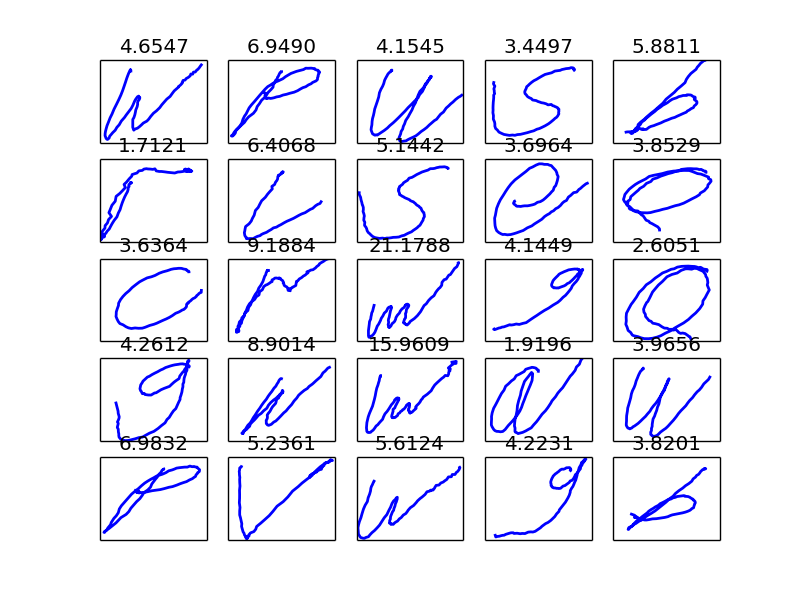 4.6547 6.9490 4.1545 3.4497 5.8811
w p u s b
1.7121 6.4068 5.1442 3.6964 3.8529
r s e o
3.6364 9.1884 21.1788 4.1449 2.6051
c r m g o
4.2612 8.9014 15.9609 1.9196 3.9656
g n m a u
6.9832 5.2361 5.6124 4.2231 3.8201
p v w g b